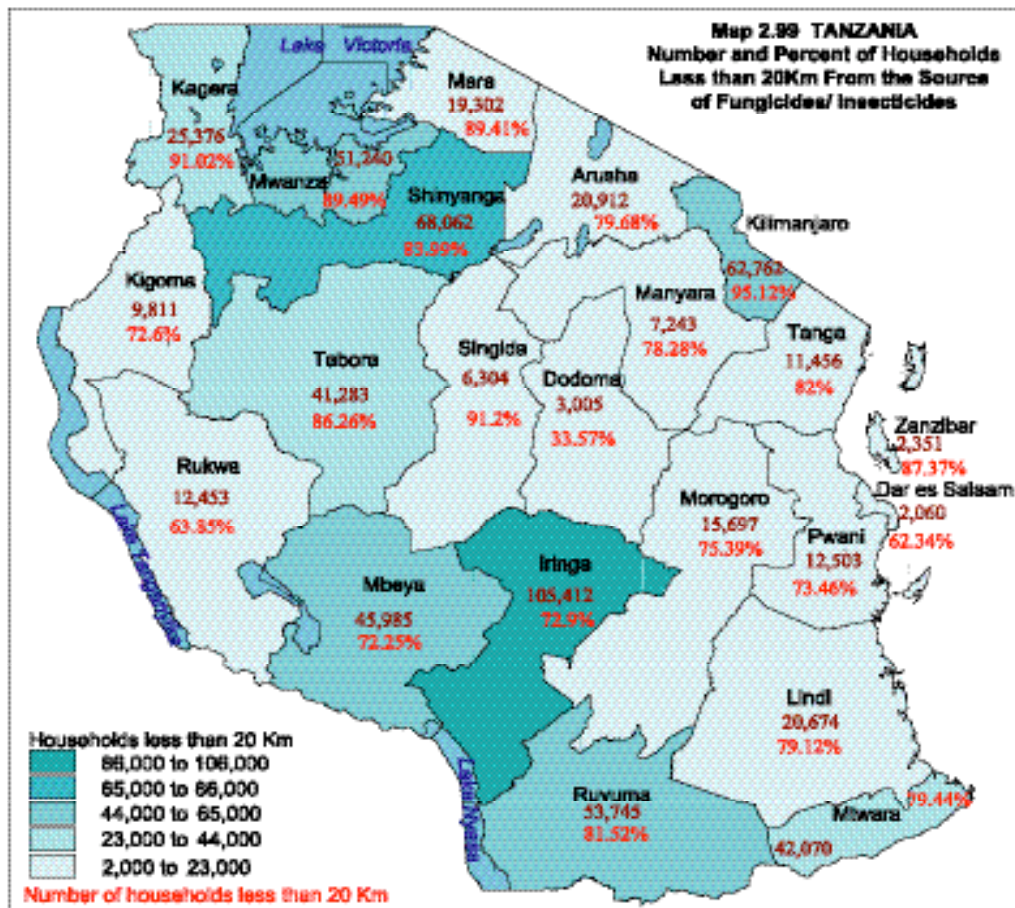 Map 2.99 TANZANIA
Number and Percent of Households
Less than 20Km From the Source
of Fungicides/ Insecticides
Lake Victoria
Kagera
25,376
91.02%
Mara
19,302
89.41%
Mwanza
51,240
89.49%
Shinyanga
68,062
83.99%
Arusha
20,912
79.68%
Kilimanjaro
62,762
95.12%
Kigoma
9,811
72.6%
Tabora
41,283
86.26%
Singida
6,304
91.2%
Manyara
7,243
78.28%
Dodoma
3,005
33.57%
Tanga
11,456
82%
Zanzibar
2,351
87.37%
Dar es Salaam
2,060
62.34%
Rukwa
12,453
63.85%
Lake Tanganyika
Morogoro
15,697
75.39%
Pwani
12,503
73.46%
Mbeya
45,985
72.25%
Iringa
105,412
72.9%
Lindi
20,674
79.12%
Lake Nyasa
Ruvuma
53,745
81.52%
Mtwara
79.44%
42,070
Households less than 20 Km
86,000 to 106,000
65,000 to 86,000
44,000 to 65,000
23,000 to 44,000
2,000 to 23,000
Number of households less than 20 Km